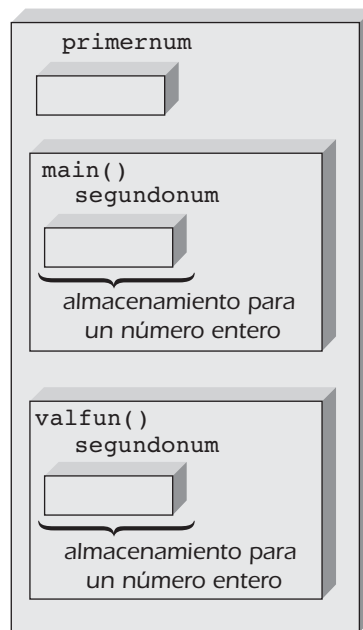 primernum
main()
segundonum
almacenamiento para
un número entero
valfun()
segundonum
almacenamiento para
un número entero